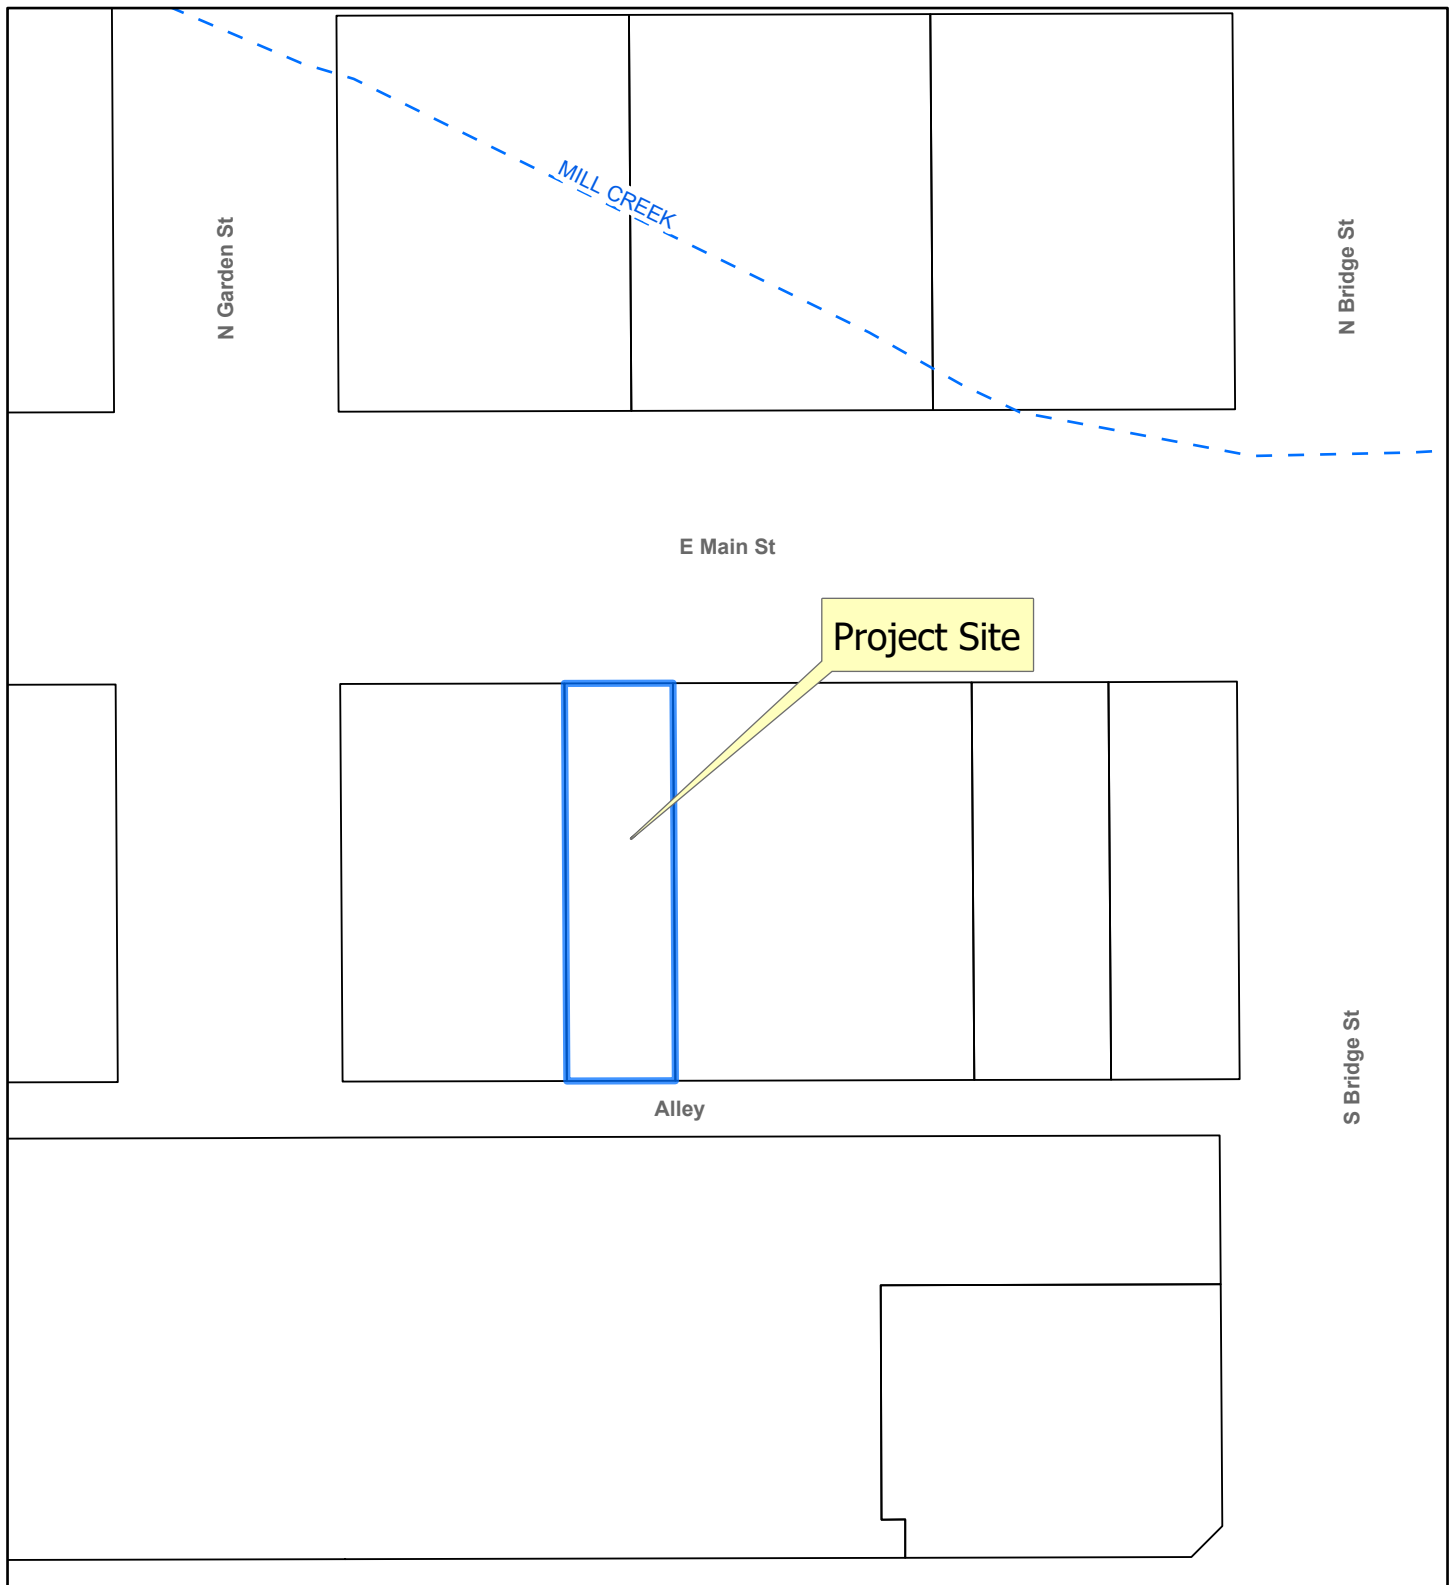 MILL CREEK
N Garden St
N Bridge St
E Main St
Project Site
S Bridge St
Alley